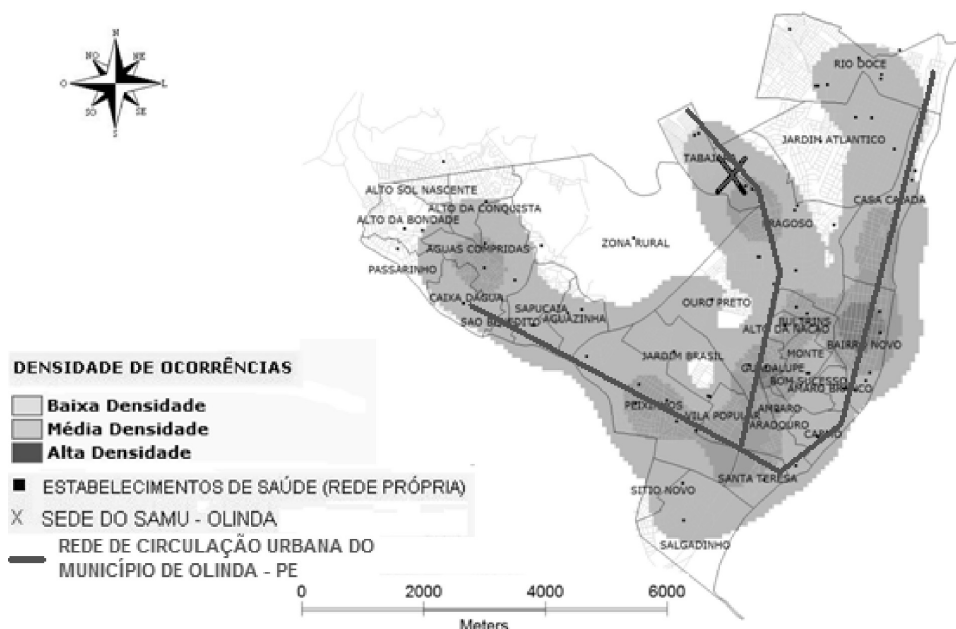 N
NO
NE
O
L
SO
SE
S
RIO DOCE
JARDIM ATLANTICO
TABAJARA
ALTO SOL NASCENTE
CASA CAIADA
ALTO DA CONQUISTA
ALTO DA BONDADE
FRAGOSO
ZONA RURAL
AGUAS COMPRIDAS
PASSARINHO
CAIXA DAGUA
OURO PRETO
SAPUCAIA
AGUAZINHA
SAO BENEDITO
BULTRINS
ALTO DA NACAO
BAIRRO NOVO
JARDIM BRASIL
MONTE
GUADALUPE
BOM SUCESSO
AMARO BRANCO
PEIXINHOS
VILA POPULAR
AMPARO
VARADOURO
CARMO
SANTA TERESA
SITIO NOVO
SALGADINHO
DENSIDADE DE OCORRÊNCIAS
Baixa Densidade
Média Densidade
Alta Densidade
ESTABELECIMENTOS DE SAÚDE (REDE PRÓPRIA)
X SEDE DO SAMU - OLINDA
REDE DE CIRCULAÇÃO URBANA DO
MUNICÍPIO DE OLINDA - PE
0 2000 4000 6000
Meters